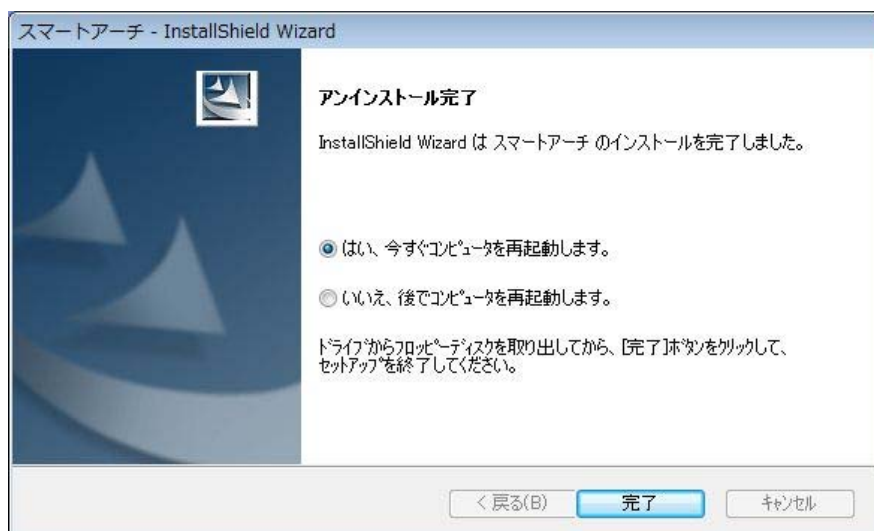 スマートアーチ - InstallShield Wizard
アンインストール完了
InstallShield Wizard は スマートアーチ のインストールを完了しました。
はい、今すぐｺﾝﾋﾟｭｰﾀを再起動します。
いいえ、後でｺﾝﾋﾟｭｰﾀを再起動します。
ﾄﾞﾗｲﾌﾞからﾌﾛｯﾋﾟｰﾃﾞｨｽｸを取り出してから、[完了]ﾎﾞﾀﾝをｸﾘｯｸして、
ｾｯﾄｱｯﾌﾟを終了してください。
< 戻る(B)
完了
ｷｬﾝｾﾙ